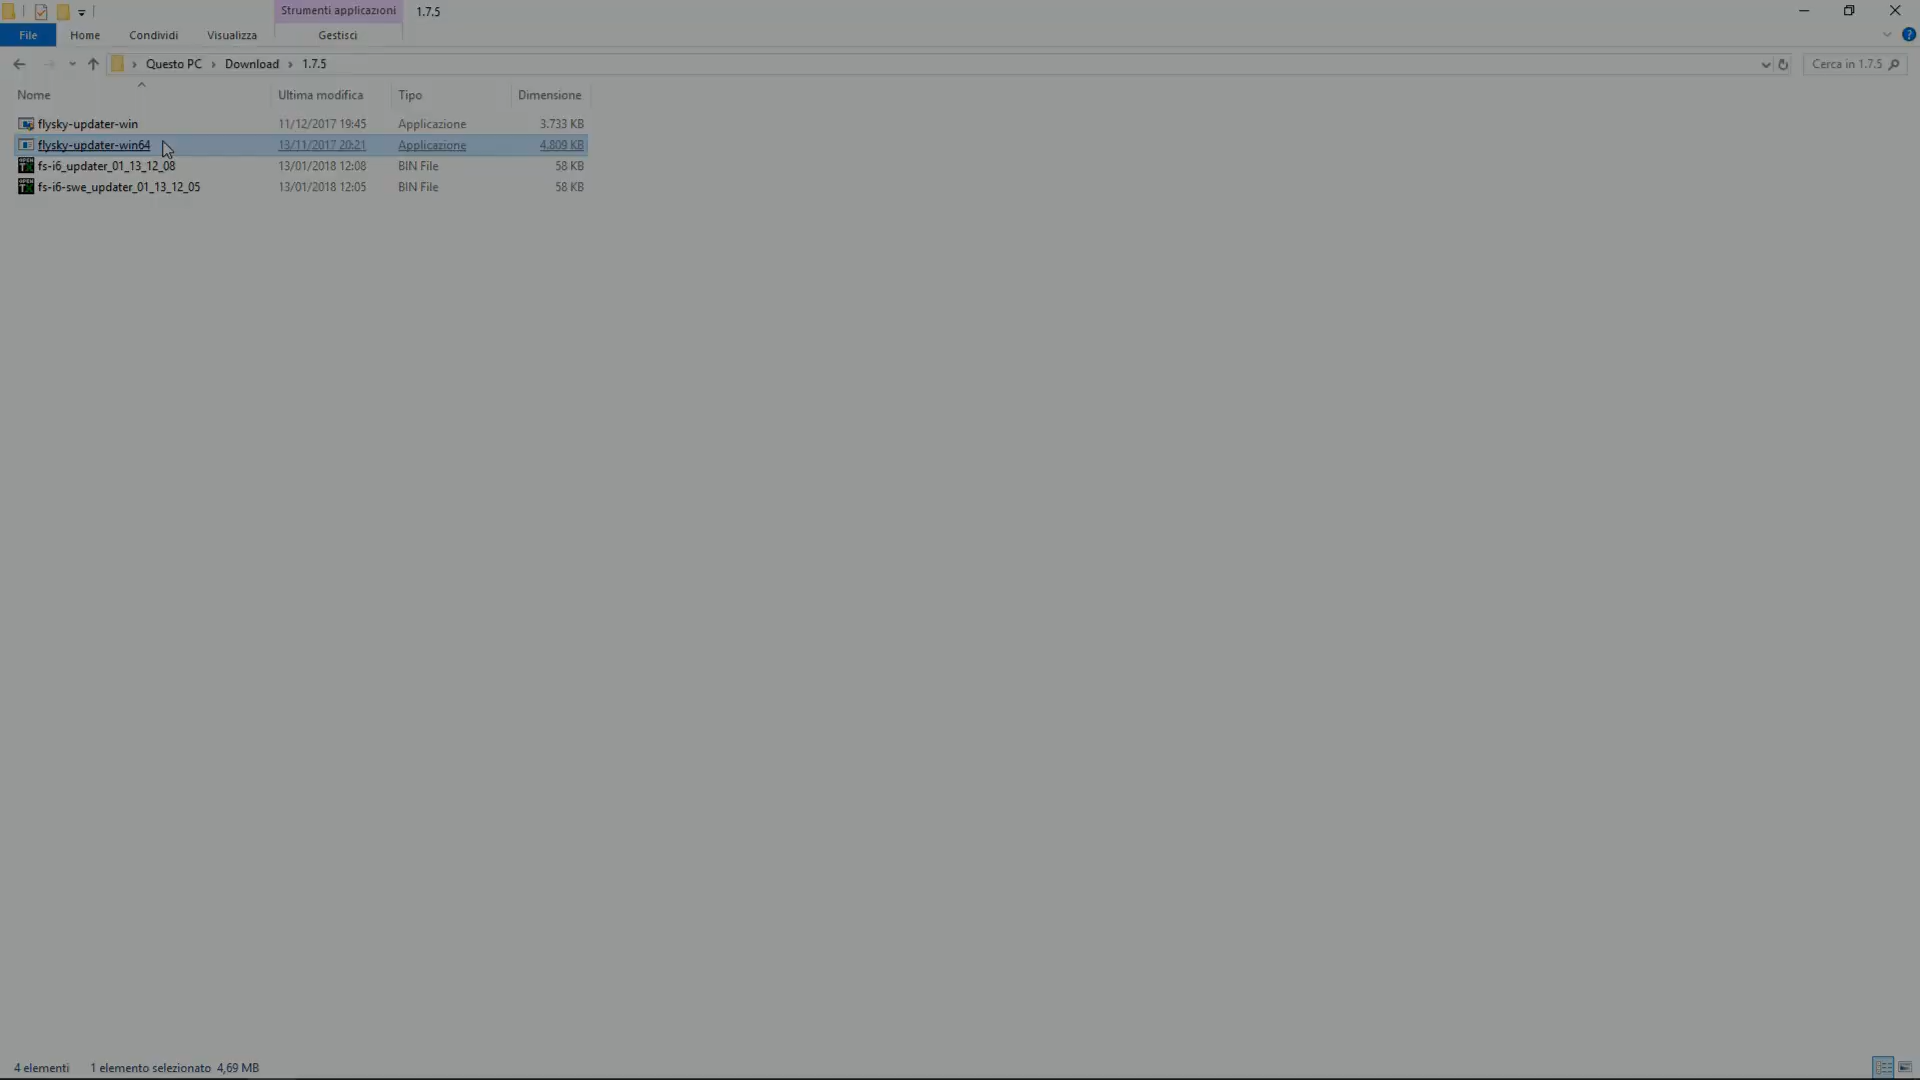 Strumenti applicazioni 1.7.5
File Home Condividi Visualizza Gestisci
Questo PC Download 1.7.5 Cerca in 1.7.5
Nome Ultima modifica Tipo Dimensione
flysky-updater-win 11/12/2017 19:45 Applicazione 3.733 KB
flysky-updater-win64 13/11/2017 20:21 Applicazione 4.809 KB
fs-i6_updater_01_13_12_08 13/01/2018 12:08 BIN File 58 KB
fs-i6-swe_updater_01_13_12_05 13/01/2018 12:05 BIN File 58 KB
4 elementi 1 elemento selezionato 4,69 MB